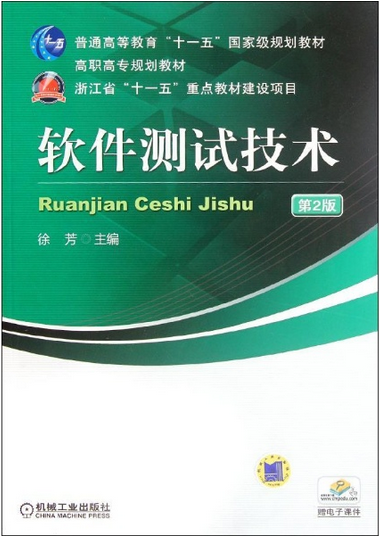 普通高等教育“十一五”国家级规划教材
高职高专规划教材
浙江省“十一五”重点教材建设项目
软件测试技术
Ruanjian Ceshi Jishu
第2版
徐 芳 主编
机械工业出版社
CHINA MACHINE PRESS
赠电子课件